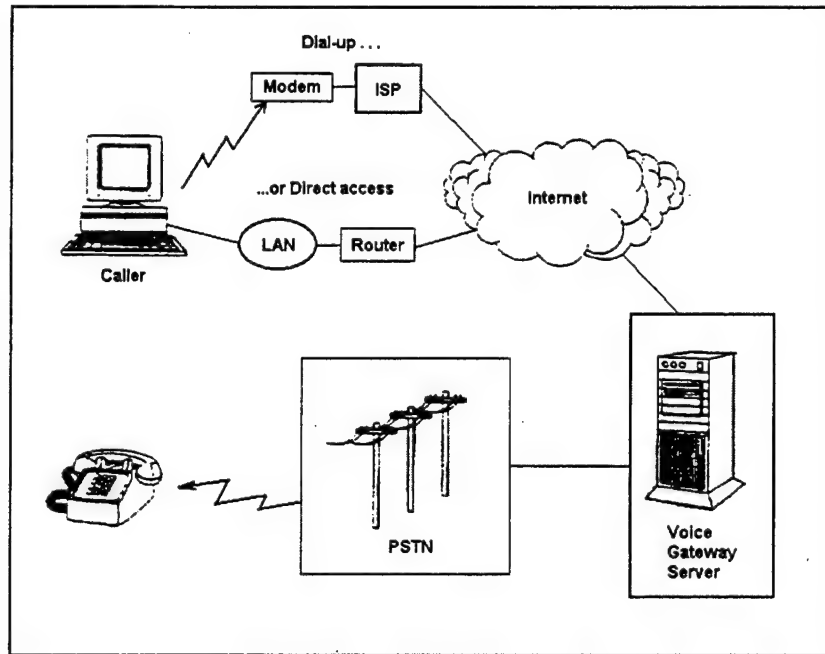 Dial-up . . .
Modem
ISP
...or Direct access
Internet
LAN
Router
Caller
PSTN
Voice
Gateway
Server